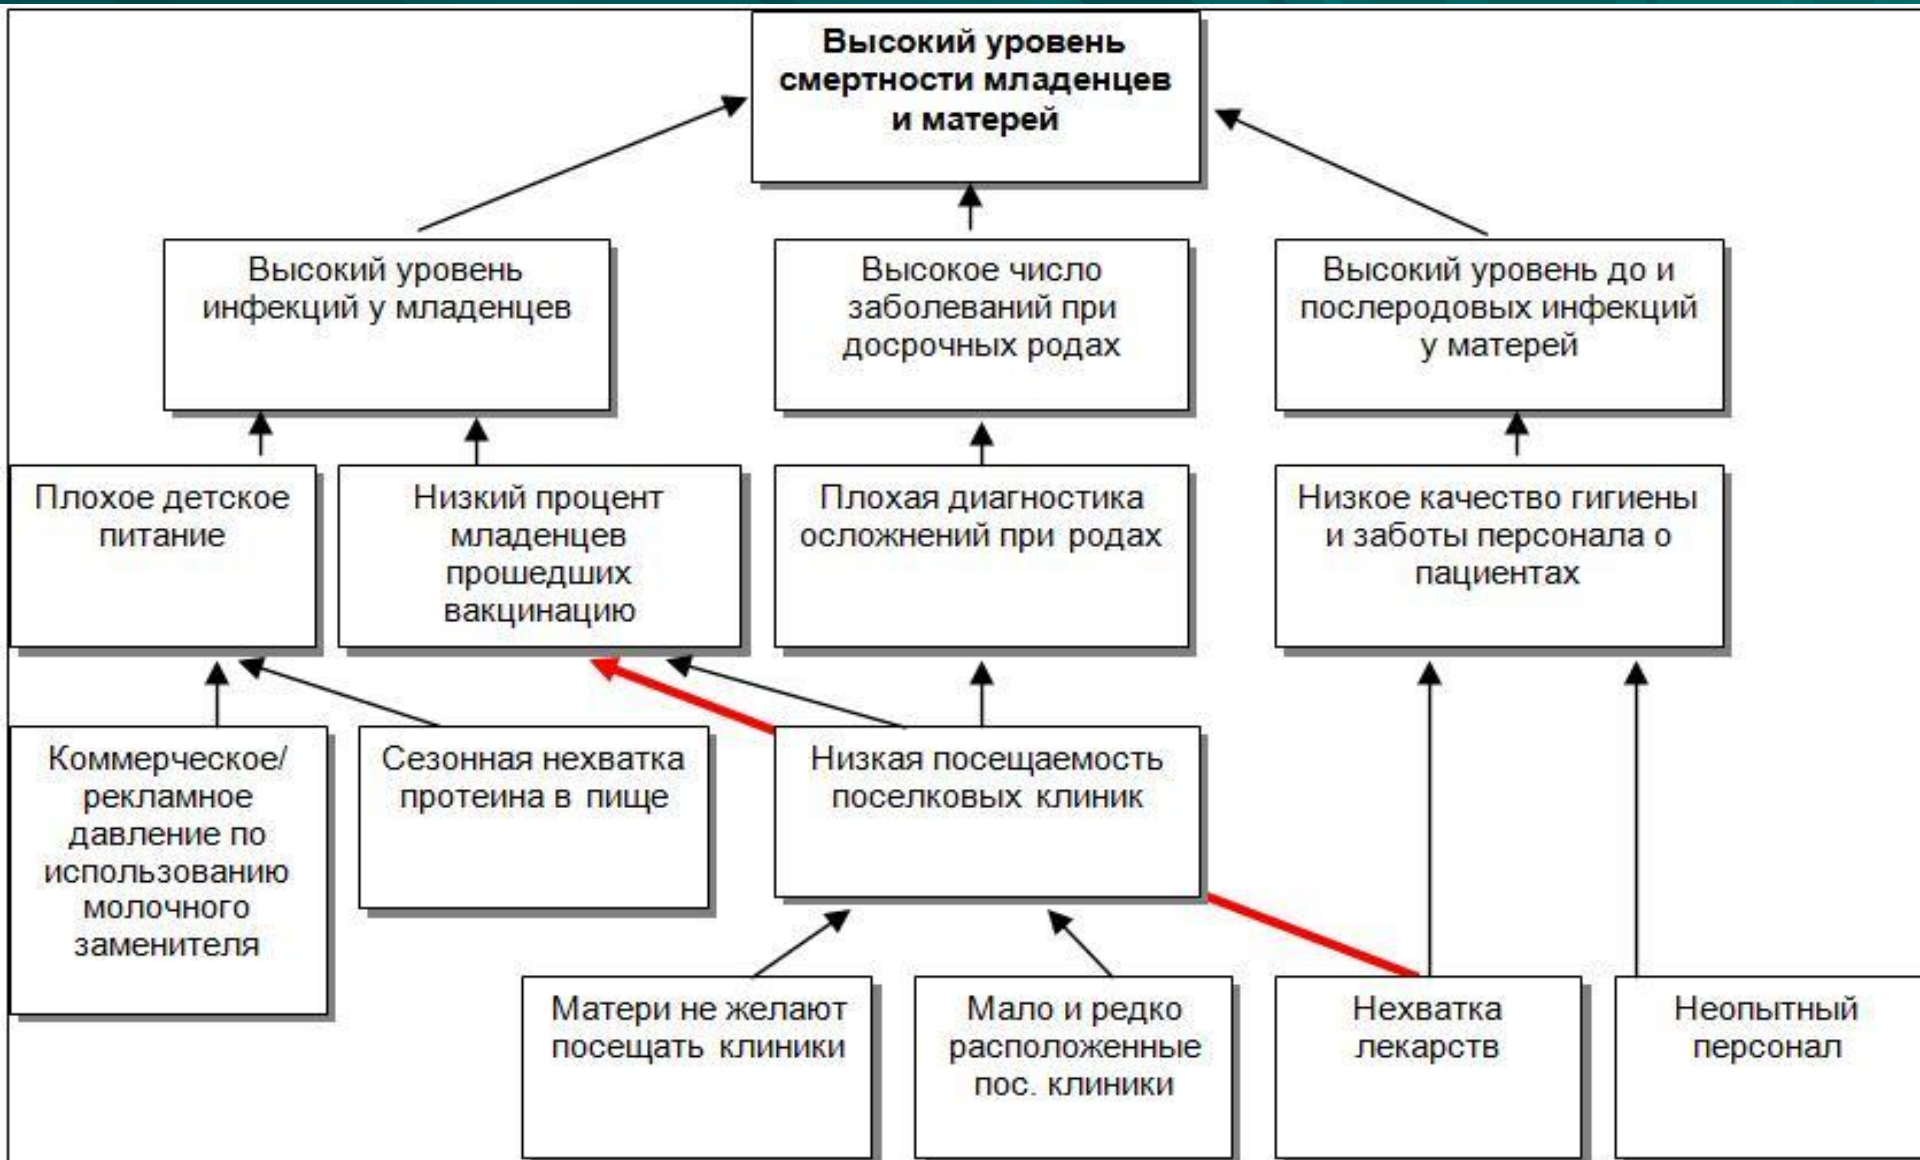 Высокий уровень
смертности младенцев
и матерей
Высокий уровень
инфекций у младенцев
Высокое число
заболеваний при
досрочных родах
Высокий уровень до и
послеродовых инфекций
у матерей
Плохое детское
питание
Низкий процент
младенцев
прошедших
вакцинацию
Плохая диагностика
осложнений при родах
Низкое качество гигиены
и заботы персонала о
пациентах
Коммерческое/
рекламное
давление по
использованию
молочного
заменителя
Сезонная нехватка
протеина в пище
Низкая посещаемость
поселковых клиник
Матери не желают
посещать клиники
Мало и редко
расположенные
пос. клиники
Нехватка
лекарств
Неопытный
персонал